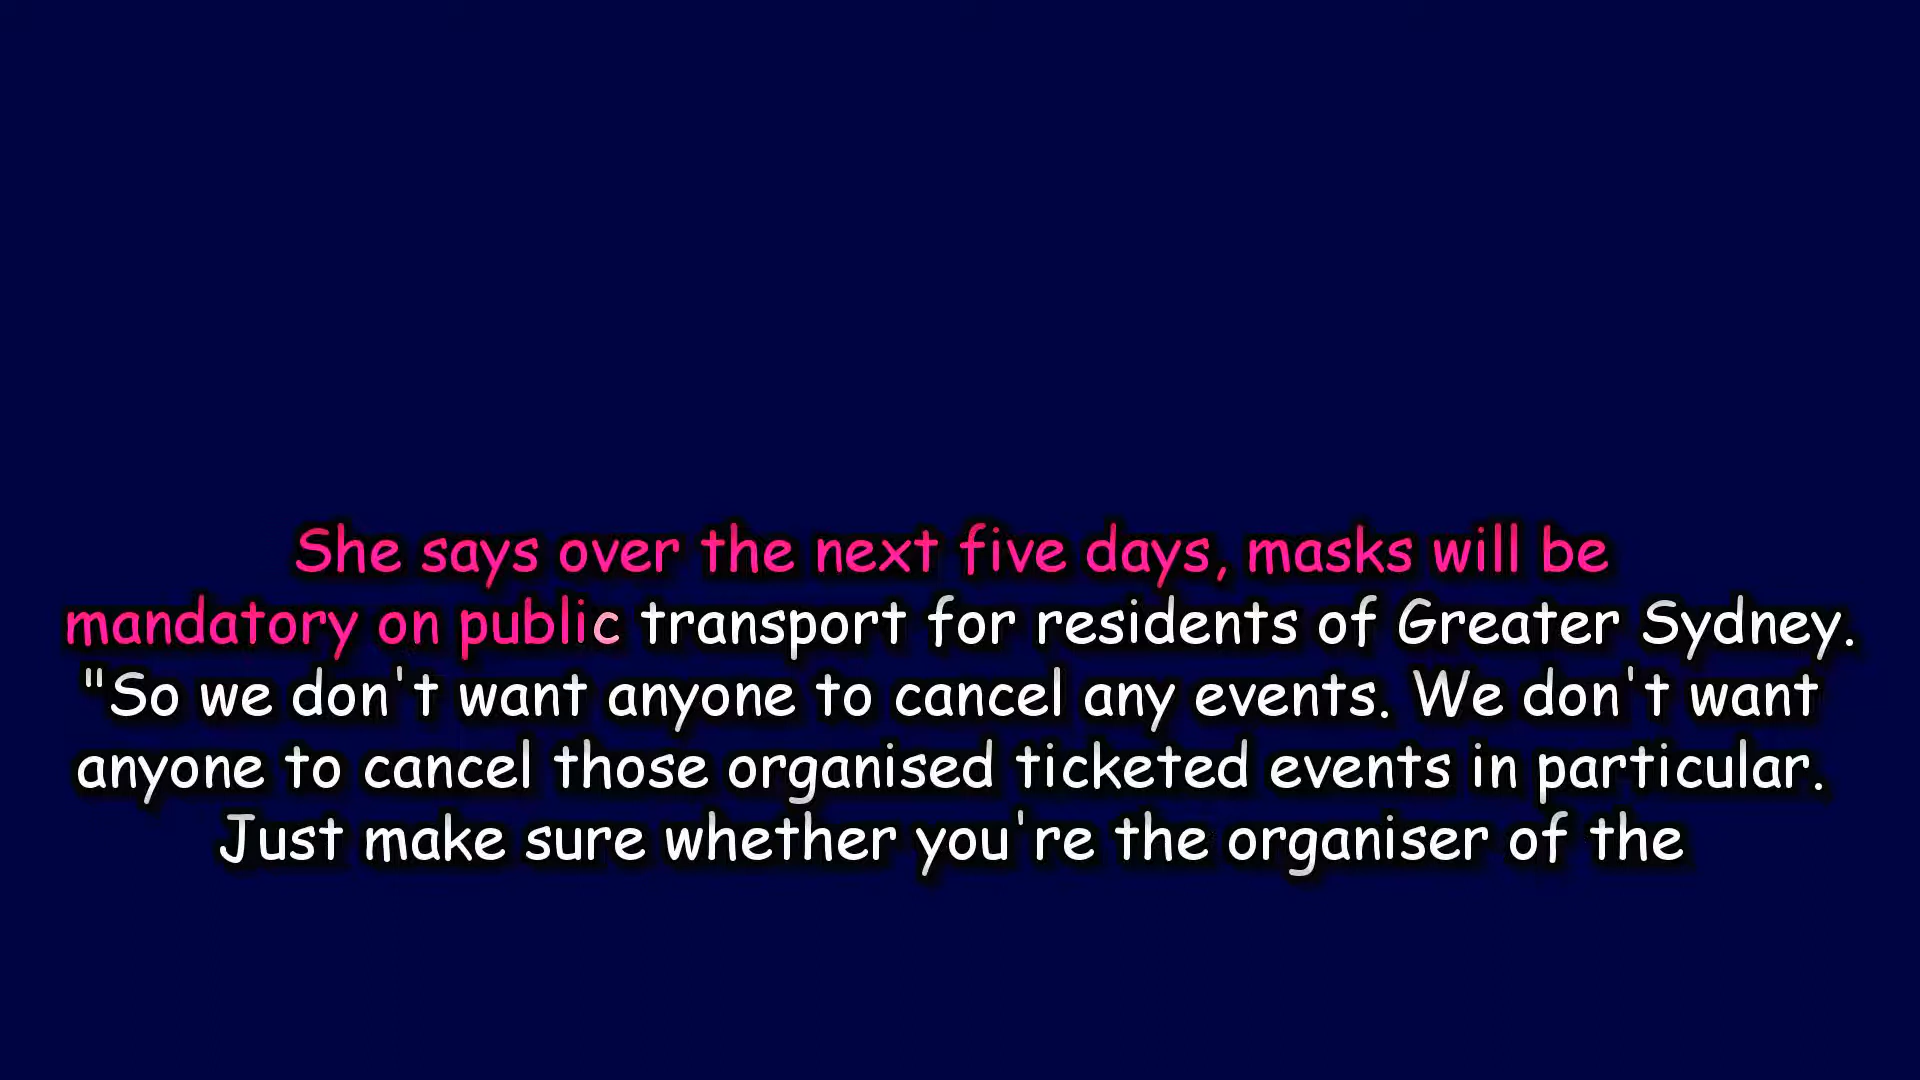 She says over the next five days, masks will be
mandatory on public transport for residents of Greater Sydney.
"So we don't want anyone to cancel any events. We don't want
anyone to cancel those organised ticketed events in particular.
Just make sure whether you're the organiser of the